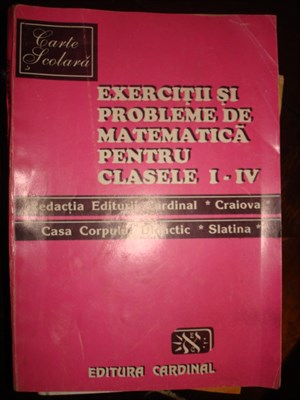 Carte
Școlară
EXERCIȚII ȘI
PROBLEME DE
MATEMATICĂ
PENTRU
CLASELE I - IV
Redacția Editurii Cardinal * Craiova *
Casa Corpului Didactic * Slatina *
EDITURA CARDINAL